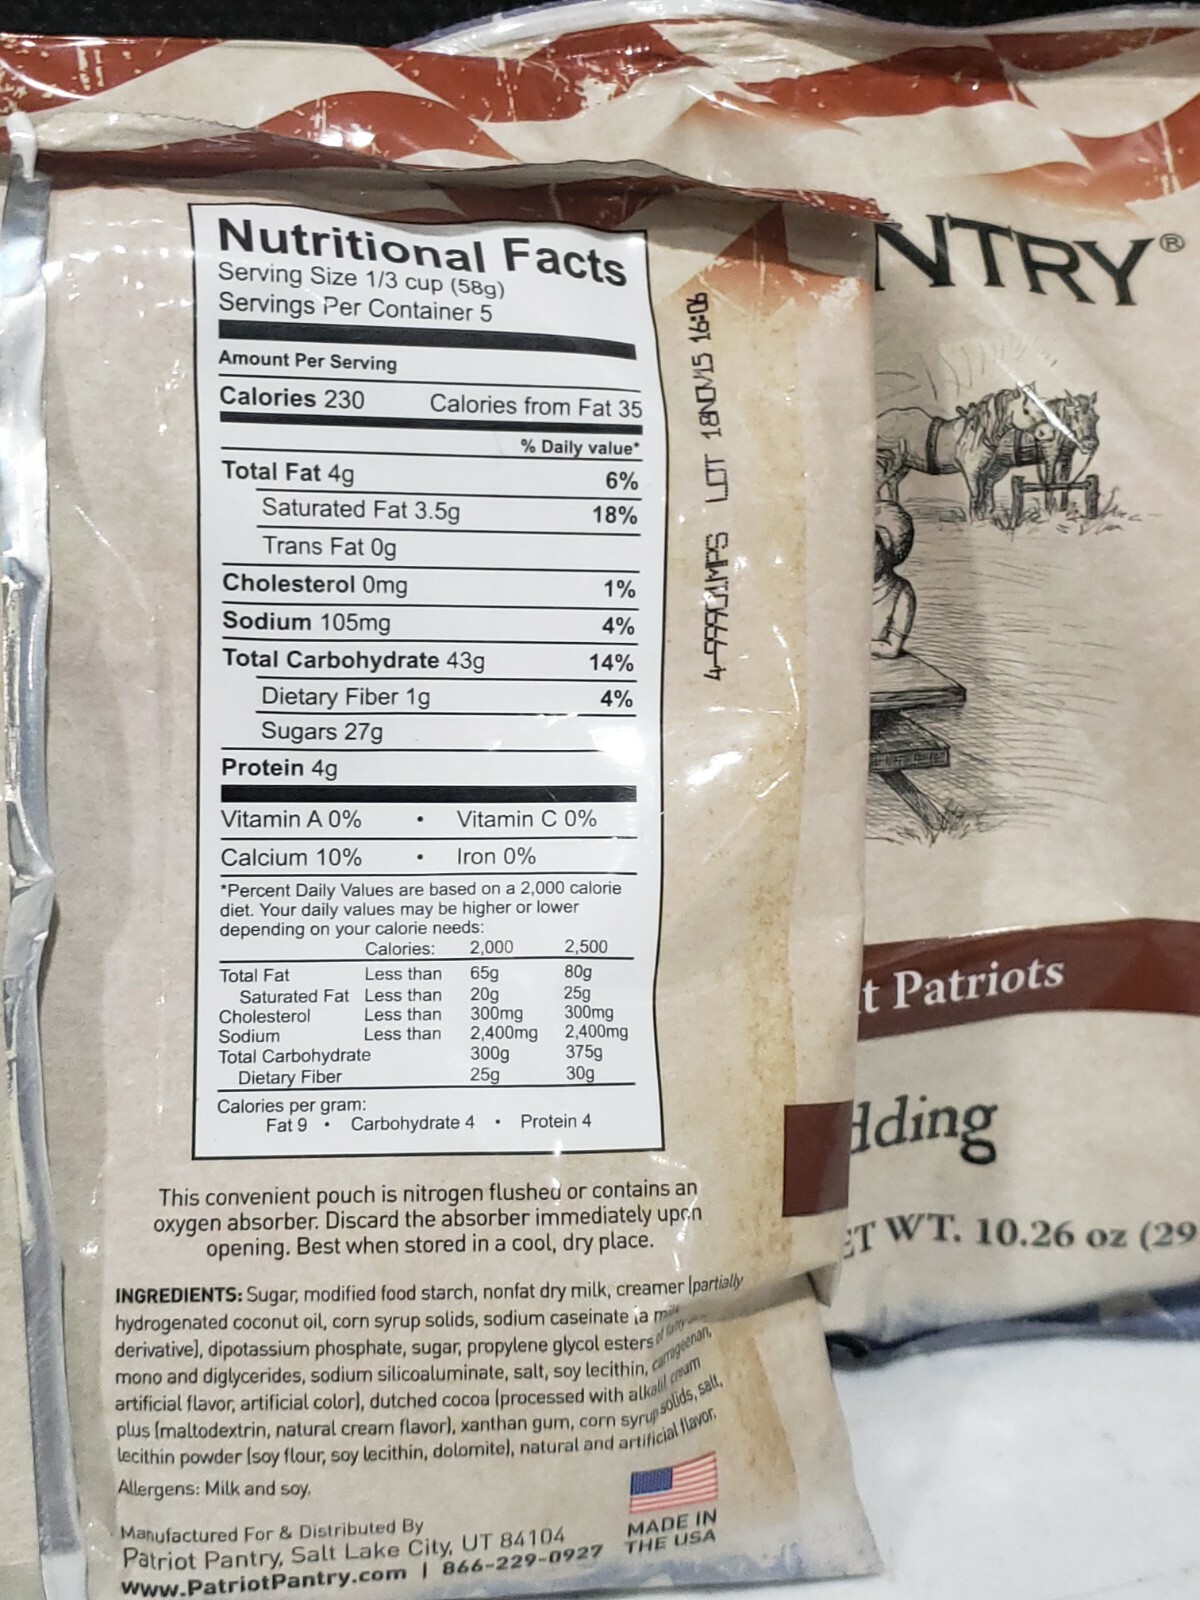 Nutritional Facts
Serving Size 1/3 cup (58g)
Servings Per Container 5
Amount Per Serving
Calories 230 Calories from Fat 35
% Daily value*
Total Fat 4g 6%
Saturated Fat 3.5g 18%
Trans Fat 0g
Cholesterol 0mg 1%
Sodium 105mg 4%
Total Carbohydrate 43g 14%
Dietary Fiber 1g 4%
Sugars 27g
Protein 4g
Vitamin A 0% • Vitamin C 0%
Calcium 10% • Iron 0%
*Percent Daily Values are based on a 2,000 calorie
diet. Your daily values may be higher or lower
depending on your calorie needs:
Calories: 2,000 2,500
Total Fat Less than 65g 80g
Saturated Fat Less than 20g 25g
Cholesterol Less than 300mg 300mg
Sodium Less than 2,400mg 2,400mg
Total Carbohydrate 300g 375g
Dietary Fiber 25g 30g
Calories per gram:
Fat 9 • Carbohydrate 4 • Protein 4
This convenient pouch is nitrogen flushed or contains an
oxygen absorber. Discard the absorber immediately upon
opening. Best when stored in a cool, dry place.
INGREDIENTS: Sugar, modified food starch, nonfat dry milk, creamer (partially
hydrogenated coconut oil, corn syrup solids, sodium caseinate (a milk
derivative), dipotassium phosphate, sugar, propylene glycol esters of fatty
mono and diglycerides, sodium silicoaluminate, salt, soy lecithin, carrageenan,
artificial flavor, artificial color), dutched cocoa (processed with alkali), cream
plus (maltodextrin, natural cream flavor), xanthan gum, corn syrup solids, salt,
lecithin powder (soy flour, soy lecithin, dolomite), natural and artificial flavor.
Allergens: Milk and soy.
Manufactured For & Distributed By
Patriot Pantry, Salt Lake City, UT 84104
www.PatriotPantry.com | 866-229-0927
MADE IN
THE USA
LOT 18NOV15 16:06
NTRY®
t Patriots
dding
ET WT. 10.26 oz (29